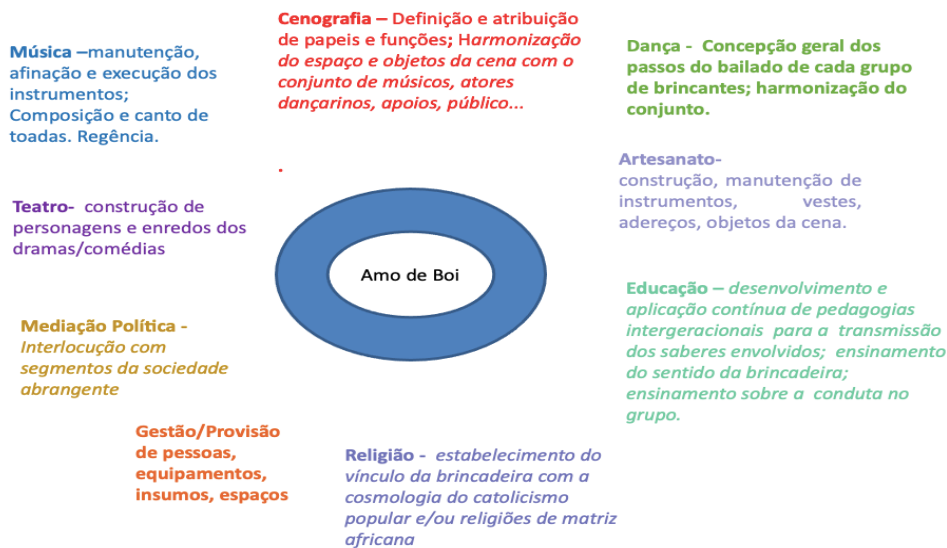 Cenografia – Definição e atribuição
de papeis e funções; Harmonização
do espaço e objetos da cena com o
conjunto de músicos, atores
dançarinos, apoios, público...
.
Música –manutenção,
afinação e execução dos
instrumentos;
Composição e canto de
toadas. Regência.
Dança - Concepção geral dos
passos do bailado de cada grupo
de brincantes; harmonização do
conjunto.
Artesanato-
construção, manutenção de
instrumentos, vestes,
adereços, objetos da cena.
Teatro- construção de
personagens e enredos dos
dramas/comédias
Amo de Boi
Educação – desenvolvimento e
aplicação contínua de pedagogias
intergeracionais para a transmissão
dos saberes envolvidos; ensinamento
do sentido da brincadeira;
ensinamento sobre a conduta no
grupo.
Mediação Política -
Interlocução com
segmentos da sociedade
abrangente
Gestão/Provisão
de pessoas,
equipamentos,
insumos, espaços
Religião - estabelecimento do
vínculo da brincadeira com a
cosmologia do catolicismo
popular e/ou religiões de matriz
africana